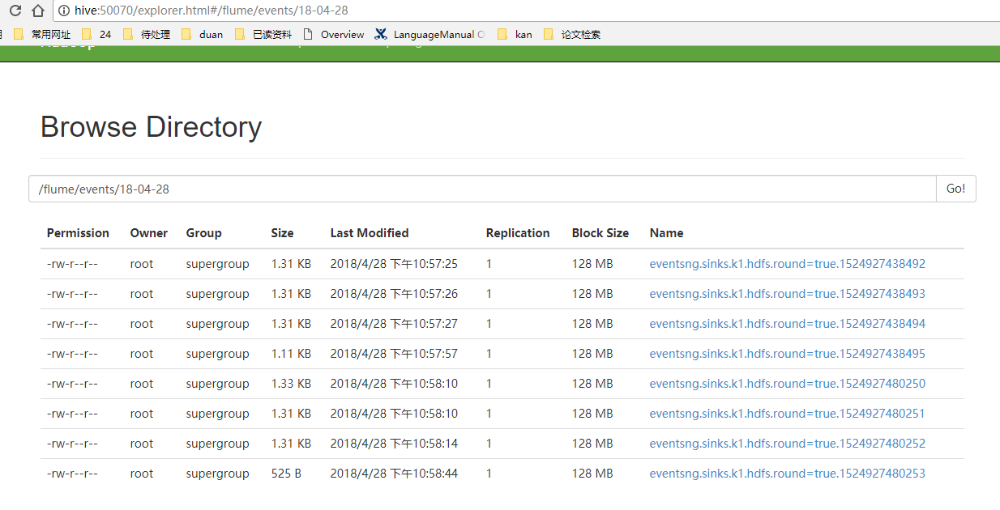 hive:50070/explorer.html#/flume/events/18-04-28
常用网址 24 待处理 duan 已读资料 Overview LanguageManual kan 论文检索
Browse Directory
/flume/events/18-04-28 Go!
Permission Owner Group Size Last Modified Replication Block Size Name
-rw-r--r-- root supergroup 1.31 KB 2018/4/28 下午10:57:25 1 128 MB eventsng.sinks.k1.hdfs.round=true.1524927438492
-rw-r--r-- root supergroup 1.31 KB 2018/4/28 下午10:57:26 1 128 MB eventsng.sinks.k1.hdfs.round=true.1524927438493
-rw-r--r-- root supergroup 1.31 KB 2018/4/28 下午10:57:27 1 128 MB eventsng.sinks.k1.hdfs.round=true.1524927438494
-rw-r--r-- root supergroup 1.11 KB 2018/4/28 下午10:57:57 1 128 MB eventsng.sinks.k1.hdfs.round=true.1524927438495
-rw-r--r-- root supergroup 1.33 KB 2018/4/28 下午10:58:10 1 128 MB eventsng.sinks.k1.hdfs.round=true.1524927480250
-rw-r--r-- root supergroup 1.31 KB 2018/4/28 下午10:58:10 1 128 MB eventsng.sinks.k1.hdfs.round=true.1524927480251
-rw-r--r-- root supergroup 1.31 KB 2018/4/28 下午10:58:14 1 128 MB eventsng.sinks.k1.hdfs.round=true.1524927480252
-rw-r--r-- root supergroup 525 B 2018/4/28 下午10:58:44 1 128 MB eventsng.sinks.k1.hdfs.round=true.1524927480253